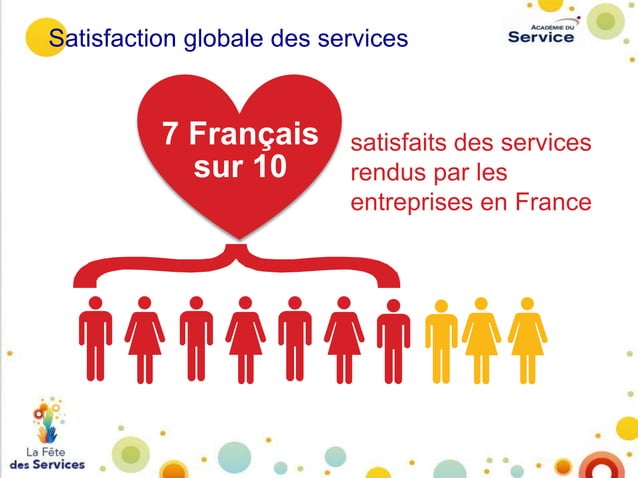 Satisfaction globale des services
ACADÉMIE DU
Service
7 Français
sur 10
satisfaits des services
rendus par les
entreprises en France
La Fête
des Services